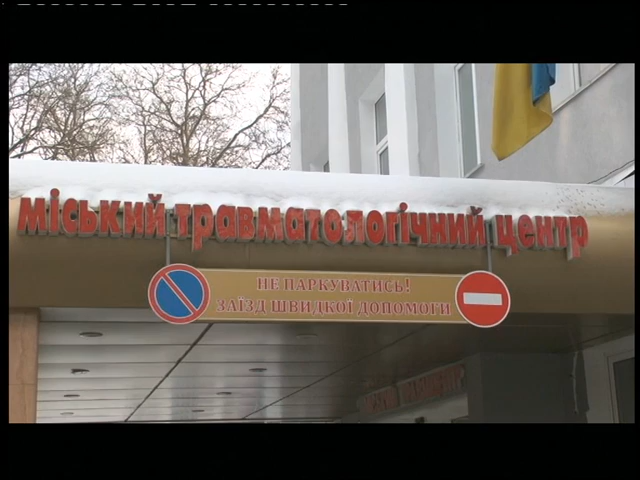 міський травматологічний центр
НЕ ПАРКУВАТИСЬ!
ЗАЇЗД ШВИДКОЇ ДОПОМОГИ